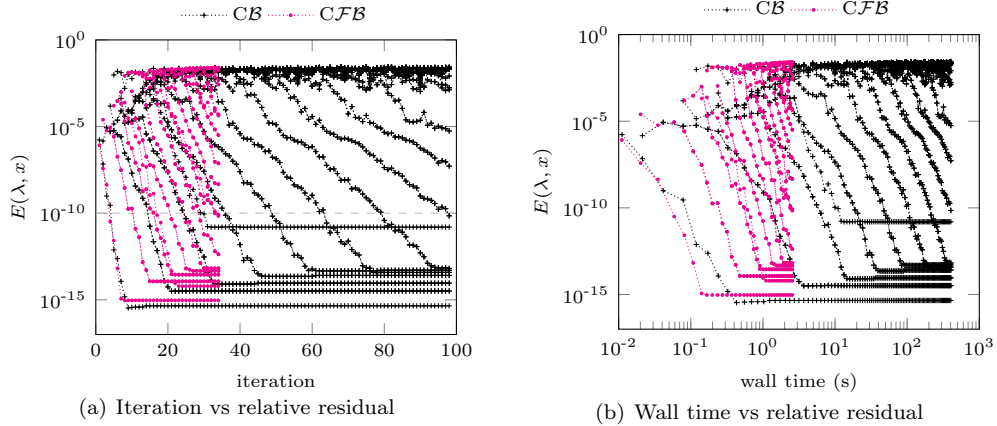 C𝓑 C𝓕𝓑
C𝓑 C𝓕𝓑
10^0
10^-5
10^-10
10^-15
E(λ, x)
0 20 40 60 80 100
iteration
(a) Iteration vs relative residual
10^0
10^-5
10^-10
10^-15
E(λ, x)
10^-2 10^-1 10^0 10^1 10^2 10^3
wall time (s)
(b) Wall time vs relative residual